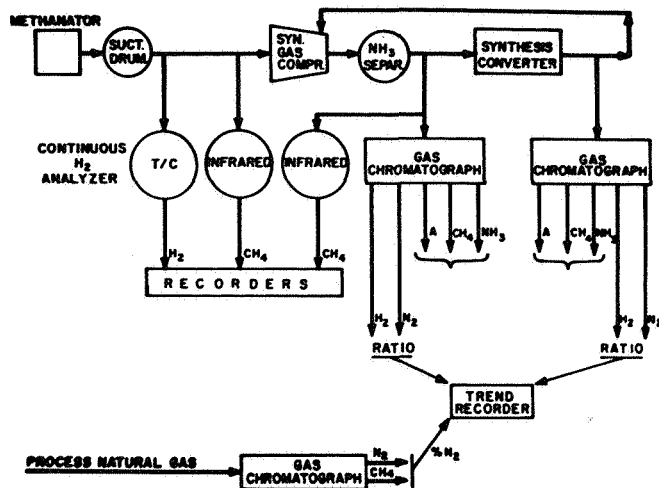 METHANATOR
SUCT.
DRUM.
SYN.
GAS
COMPR.
NH3
SEPAR.
SYNTHESIS
CONVERTER
CONTINUOUS
H2
ANALYZER
T/C
INFRARED
INFRARED
GAS
CHROMATOGRAPH
GAS
CHROMATOGRAPH
H2
CH4
CH4
RECORDERS
A
CH4
NH3
A
CH4
NH3
H2
N2
H2
N2
RATIO
RATIO
TREND
RECORDER
PROCESS NATURAL GAS
GAS
CHROMATOGRAPH
N2
CH4
%N2